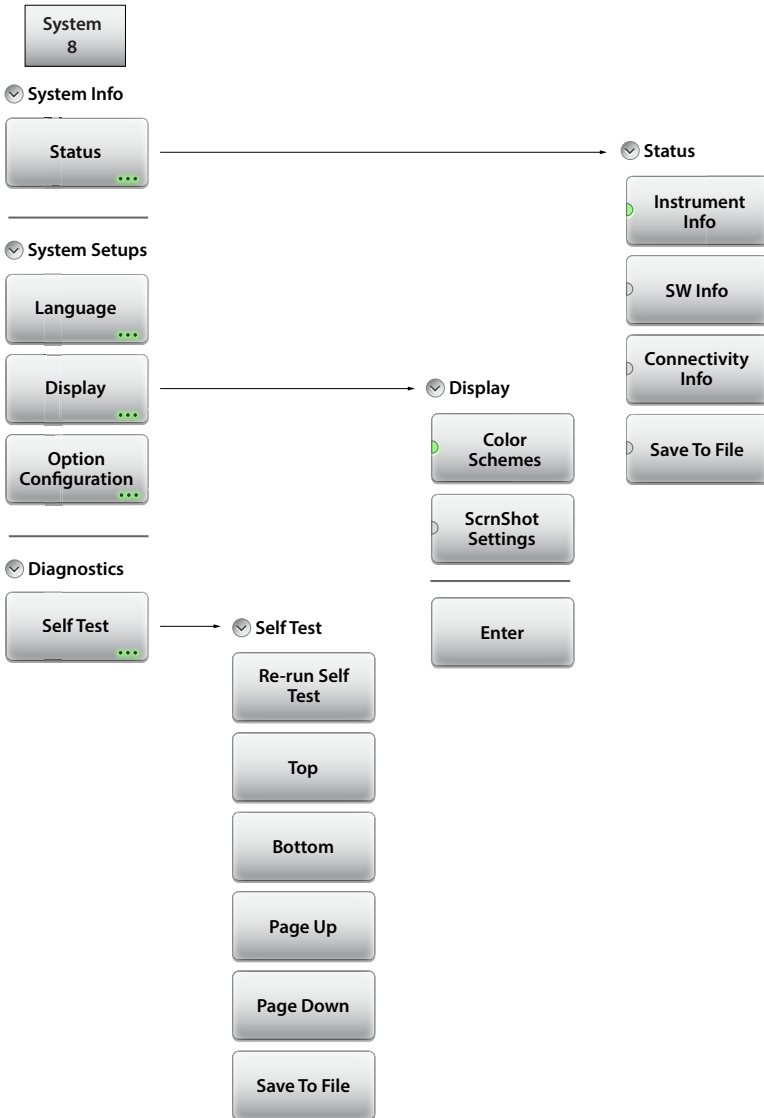 System
8
System Info
Status
System Setups
Language
Display
Option
Configuration
Diagnostics
Self Test
Self Test
Re-run Self
Test
Top
Bottom
Page Up
Page Down
Save To File
Display
Color
Schemes
ScrnShot
Settings
Enter
Status
Instrument
Info
SW Info
Connectivity
Info
Save To File